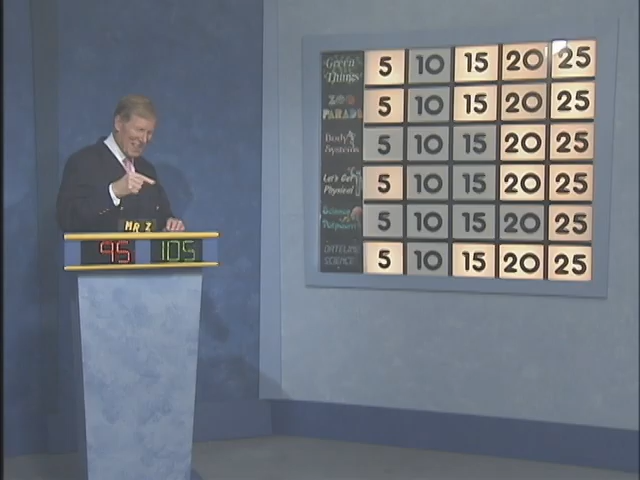 Green
Things
5 10 15 20 25
ZOO
PARADE
5 10 15 20 25
Body
Systems
5 10 15 20 25
Let's Get
Physical
5 10 15 20 25
Science
Potpourri
5 10 15 20 25
DATELINE
SCIENCE
5 10 15 20 25
MR Z
95 105